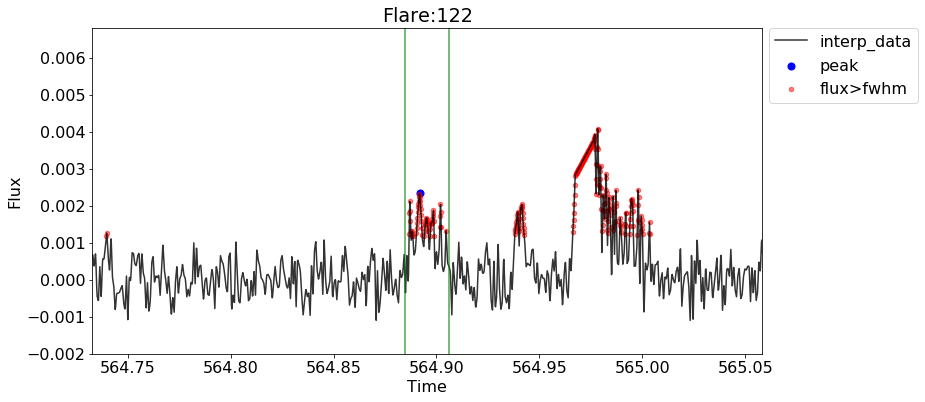 Flare:122
interp_data
peak
flux>fwhm
0.006
0.005
0.004
0.003
0.002
0.001
0.000
−0.001
−0.002
Flux
564.75 564.80 564.85 564.90 564.95 565.00 565.05
Time